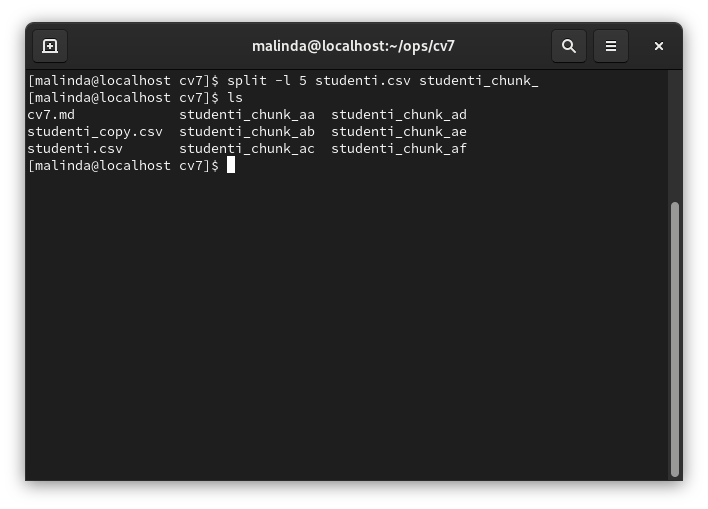 malinda@localhost:~/ops/cv7
[malinda@localhost cv7]$ split -l 5 studenti.csv studenti_chunk_
[malinda@localhost cv7]$ ls
cv7.md             studenti_chunk_aa  studenti_chunk_ad
studenti_copy.csv  studenti_chunk_ab  studenti_chunk_ae
studenti.csv       studenti_chunk_ac  studenti_chunk_af
[malinda@localhost cv7]$